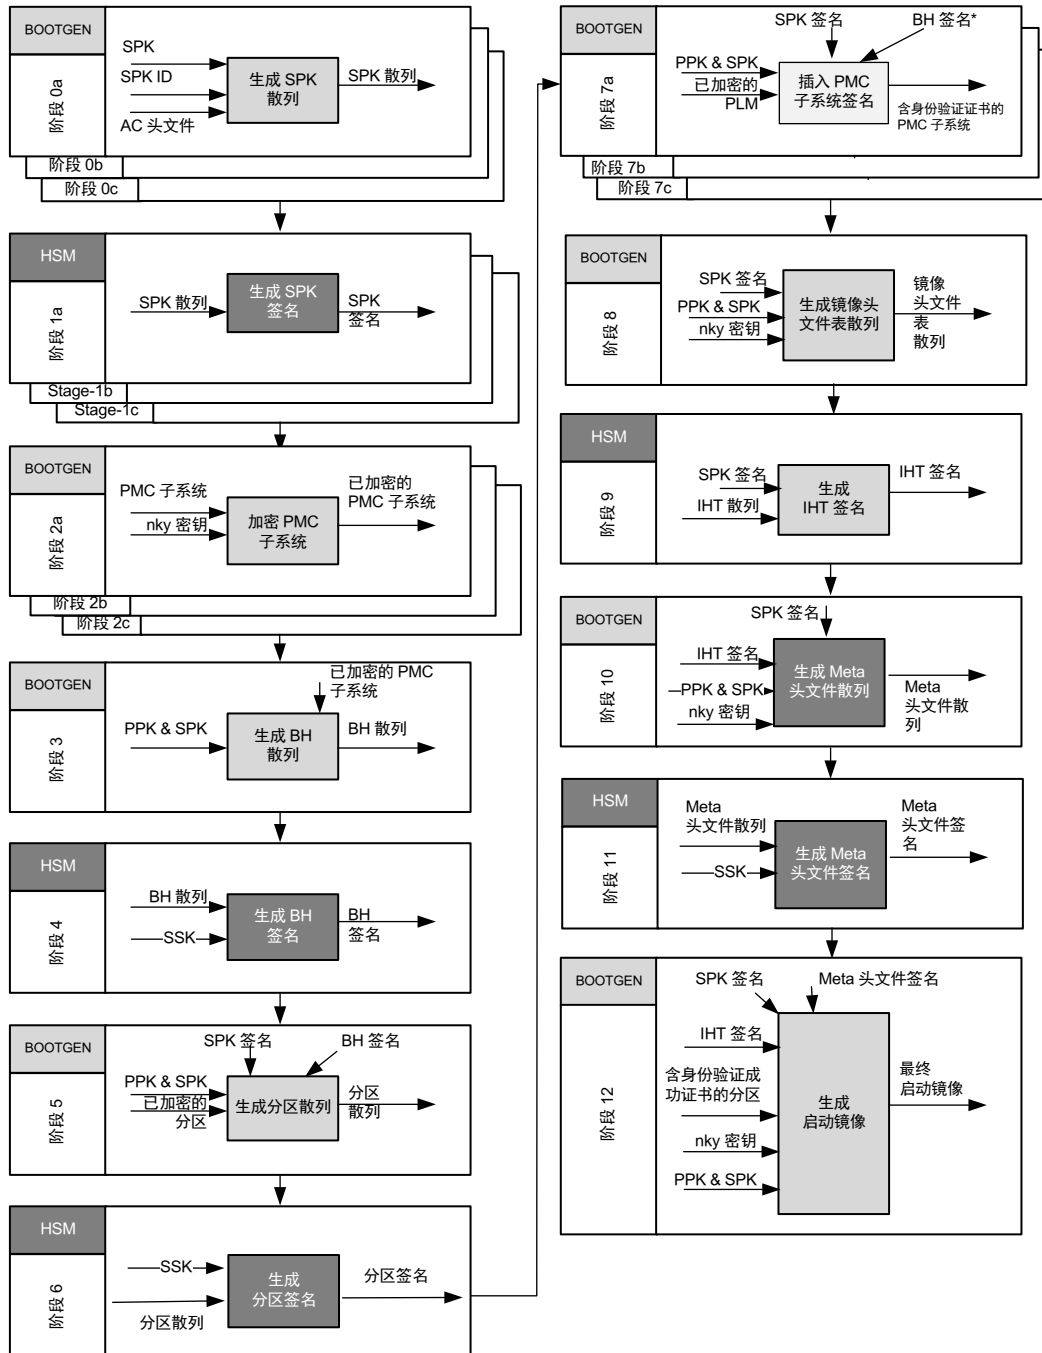 BOOTGEN
阶段 0a
SPK
SPK ID
AC 头文件
生成 SPK
散列
SPK 散列
阶段 0b
阶段 0c
HSM
阶段 1a
SPK 散列
生成 SPK
签名
SPK
签名
Stage-1b
Stage-1c
BOOTGEN
阶段 2a
PMC 子系统
nky 密钥
加密 PMC
子系统
已加密的
PMC 子系统
阶段 2b
阶段 2c
BOOTGEN
阶段 3
已加密的 PMC
子系统
PPK & SPK
生成 BH
散列
BH 散列
HSM
阶段 4
BH 散列
SSK
生成 BH
签名
BH
签名
BOOTGEN
阶段 5
SPK 签名
BH 签名
PPK & SPK
已加密的
分区
生成分区散列
分区
散列
HSM
阶段 6
SSK
分区散列
生成
分区签名
分区签名
BOOTGEN
阶段 7a
SPK 签名
BH 签名*
PPK & SPK
已加密的
PLM
插入 PMC
子系统签名
含身份验证证书的
PMC 子系统
阶段 7b
阶段 7c
BOOTGEN
阶段 8
SPK 签名
PPK & SPK
nky 密钥
生成镜像头
文件表散列
镜像
头文件
表
散列
HSM
阶段 9
SPK 签名
IHT 散列
生成
IHT 签名
IHT 签名
BOOTGEN
阶段 10
SPK 签名
IHT 签名
PPK & SPK
nky 密钥
生成 Meta
头文件散列
Meta
头文件散
列
HSM
阶段 11
Meta
头文件散列
SSK
生成 Meta
头文件签名
Meta
头文件签
名
BOOTGEN
阶段 12
SPK 签名
Meta 头文件签名
IHT 签名
含身份验证成
功证书的分区
nky 密钥
PPK & SPK
生成
启动镜像
最终
启动镜像